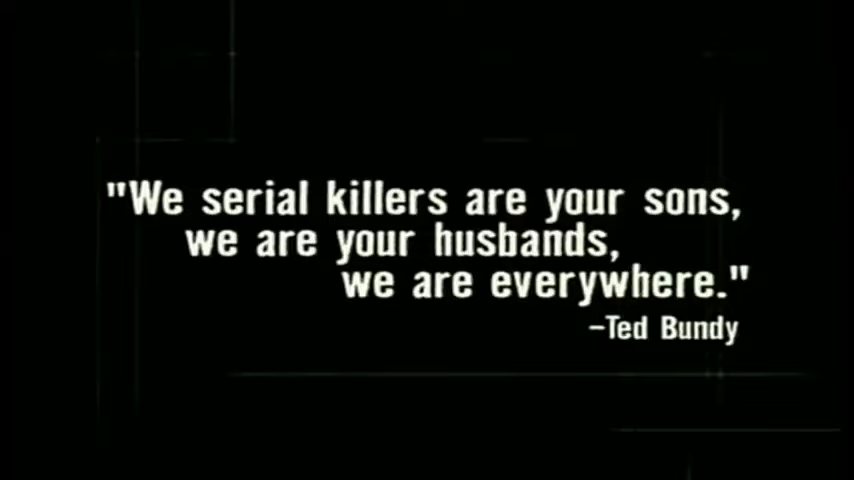 "We serial killers are your sons,
we are your husbands,
we are everywhere."
–Ted Bundy